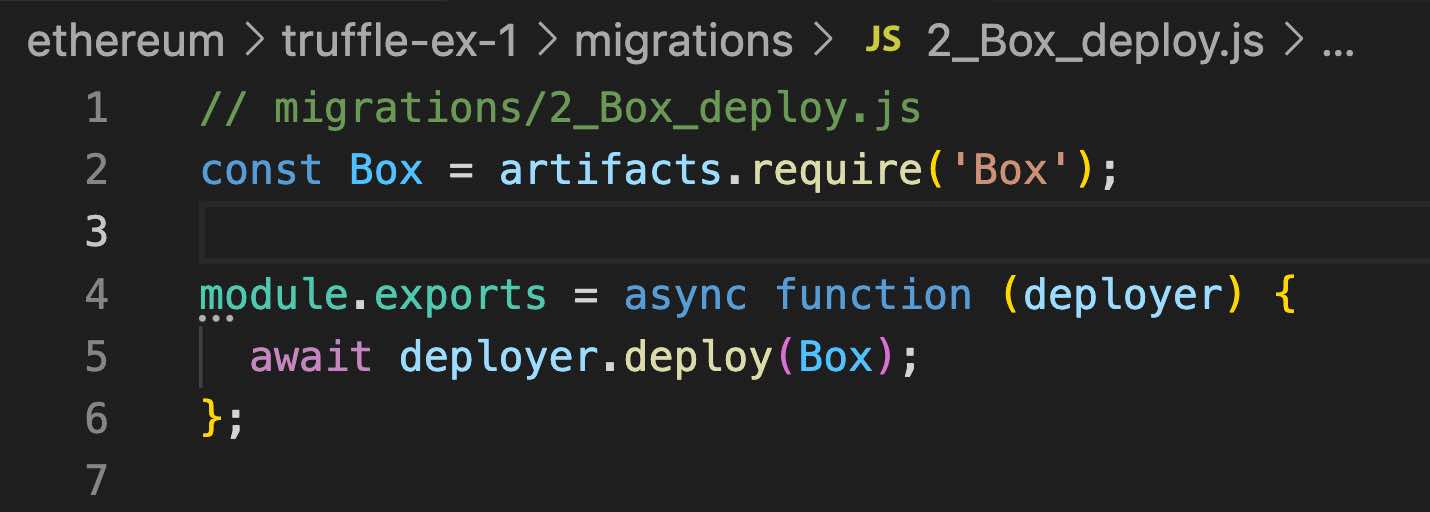 ethereum > truffle-ex-1 > migrations > JS 2_Box_deploy.js > ...
1 // migrations/2_Box_deploy.js
2 const Box = artifacts.require('Box');
3
4 module.exports = async function (deployer) {
5   await deployer.deploy(Box);
6 };
7